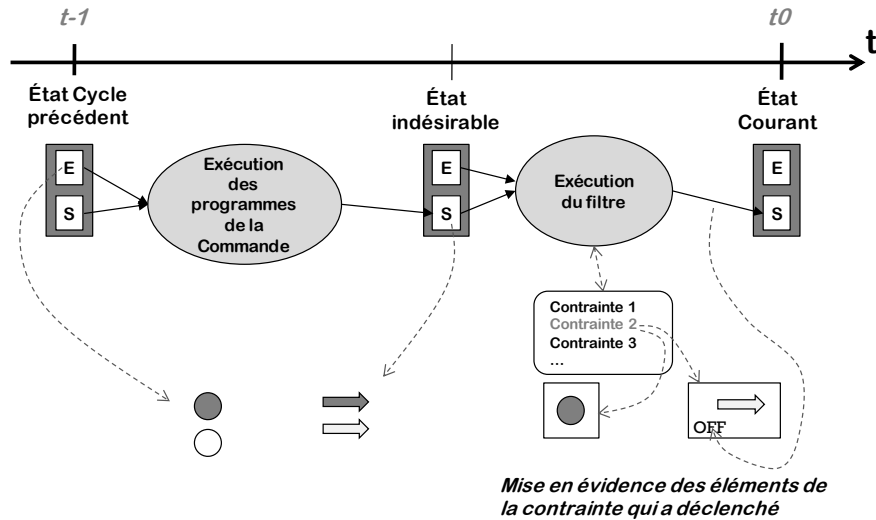 t-1
t0
t
État Cycle
précédent
État
indésirable
État
Courant
E
S
Exécution
des
programmes
de la
Commande
E
S
Exécution
du filtre
E
S
Contrainte 1
Contrainte 2
Contrainte 3
...
OFF
Mise en évidence des éléments de
la contrainte qui a déclenché